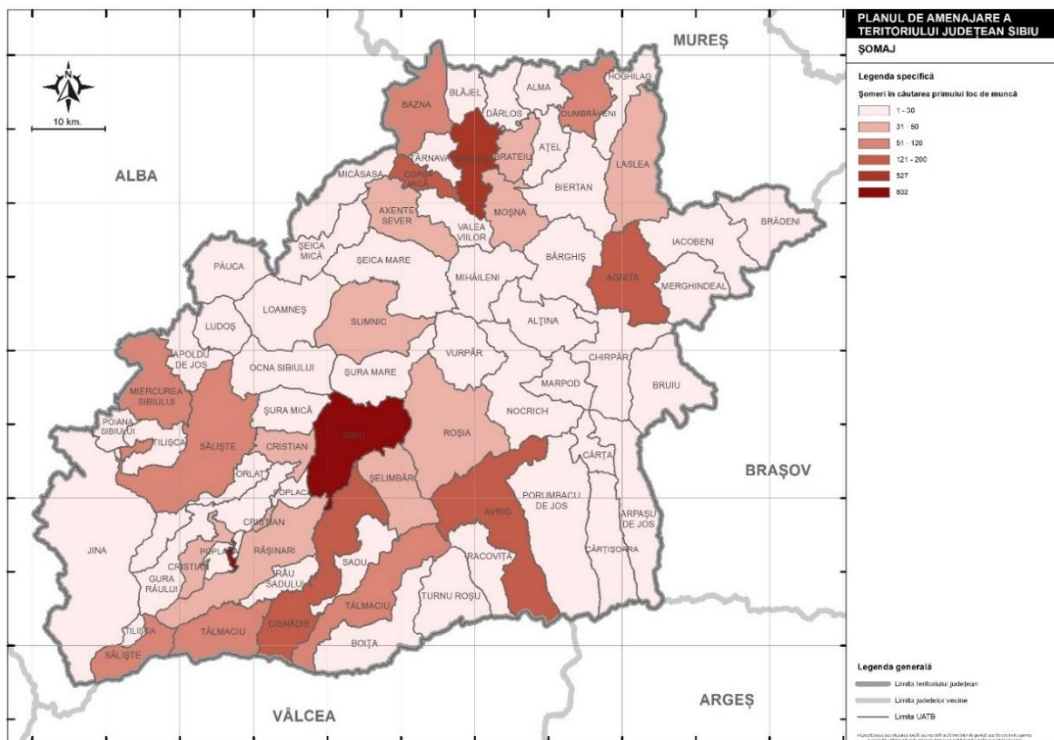 PLANUL DE AMENAJARE A
TERITORIULUI JUDEȚEAN SIBIU
ȘOMAJ
Legenda specifică
Șomeri în căutarea primului loc de muncă
1 - 30
31 - 50
51 - 120
121 - 200
527
802
N
10 km.
MUREȘ
ALBA
BRAȘOV
ARGEȘ
VÂLCEA
HOGHILAG
BLĂJEL
ALMA
BAZNA
DÂRLOS
DUMBRĂVENI
BRATEIU
AȚEL
TÂRNAVA
LASLEA
MICĂSASA
COPȘA
MICĂ
BIERTAN
AXENTE
SEVER
MOȘNA
BRĂDENI
VALEA
VIILOR
IACOBENI
ȘEICA
MICĂ
BÂRGHIȘ
ȘEICA MARE
PĂUCA
MIHĂILENI
AGNITA
MERGHINDEAL
LOAMNEȘ
SLIMNIC
ALȚINA
LUDOȘ
VURPĂR
APOLDU
DE JOS
CHIRPĂR
OCNA SIBIULUI
ȘURA MARE
MARPOD
BRUIU
MIERCUREA
SIBIULUI
ȘURA MICĂ
NOCRICH
POIANA
SIBIULUI
SIBIU
ROȘIA
TILIȘCA
SĂLIȘTE
CRISTIAN
CÂRȚA
ORLAT
ȘELIMBĂR
POPLACA
PORUMBACU
DE JOS
AVRIG
ARPAȘU
DE JOS
CRISTIAN
JINA
POPLACA
RĂȘINARI
CÂRȚIȘOARA
CRISTIAN
SADU
RACOVIȚA
GURA
RÂULUI
RÂU
SADULUI
TURNU ROȘU
TĂLMACIU
CISNĂDIE
TILIȘCA
TĂLMACIU
BOIȚA
SĂLIȘTE
Legenda generală
Limita teritoriului județean
Limita județelor vecine
Limita UATB